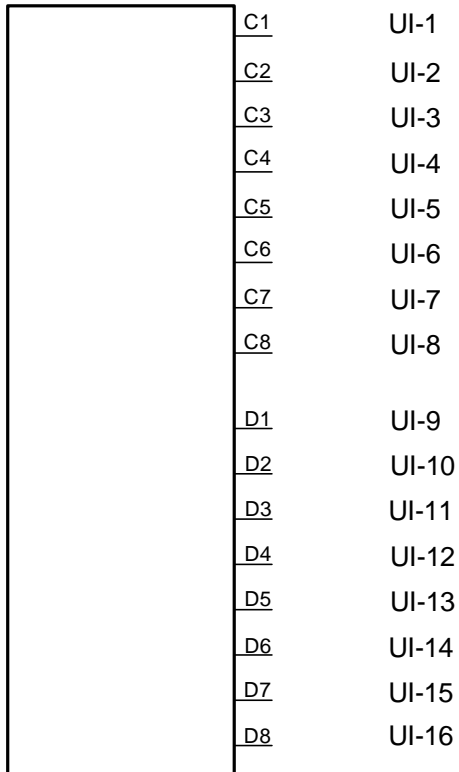 C1 UI-1
C2 UI-2
C3 UI-3
C4 UI-4
C5 UI-5
C6 UI-6
C7 UI-7
C8 UI-8
D1 UI-9
D2 UI-10
D3 UI-11
D4 UI-12
D5 UI-13
D6 UI-14
D7 UI-15
D8 UI-16